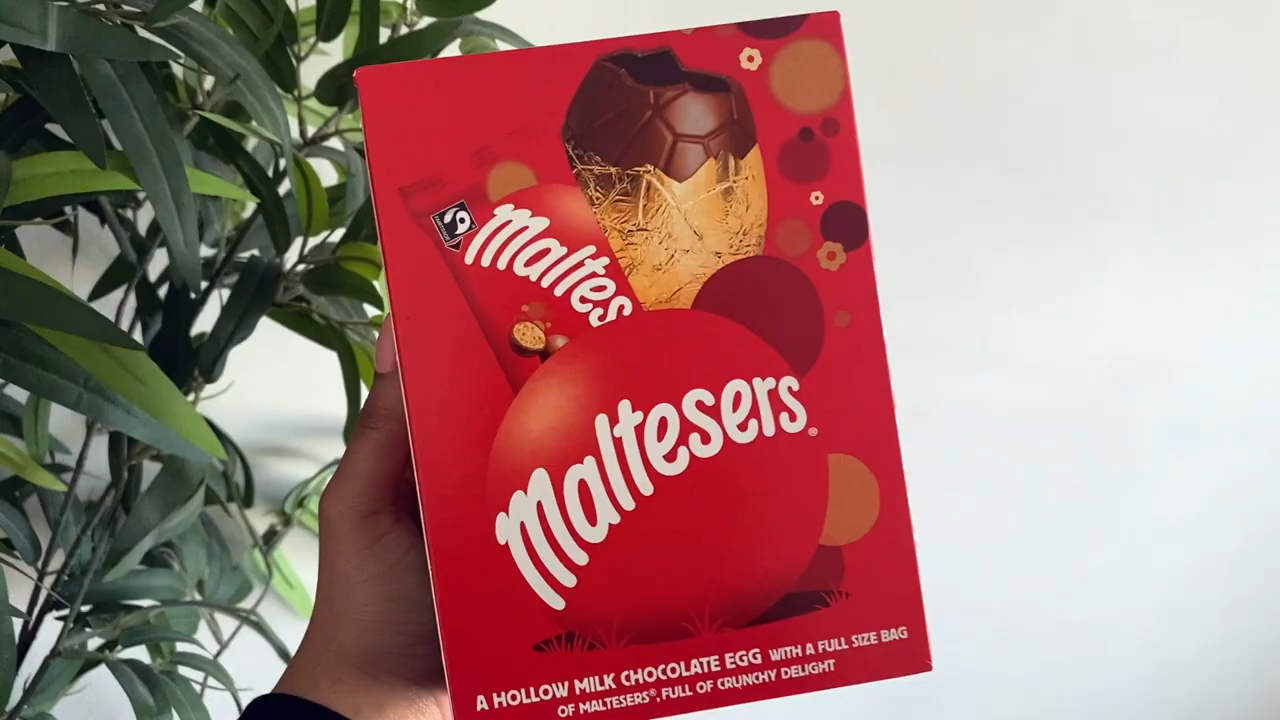 Maltes
Maltesers®
A HOLLOW MILK CHOCOLATE EGG WITH A FULL SIZE BAG
OF MALTESERS®, FULL OF CRUNCHY DELIGHT